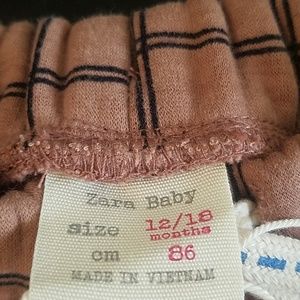 Zara Baby
size 12/18
months
cm 86
MADE IN VIETNAM